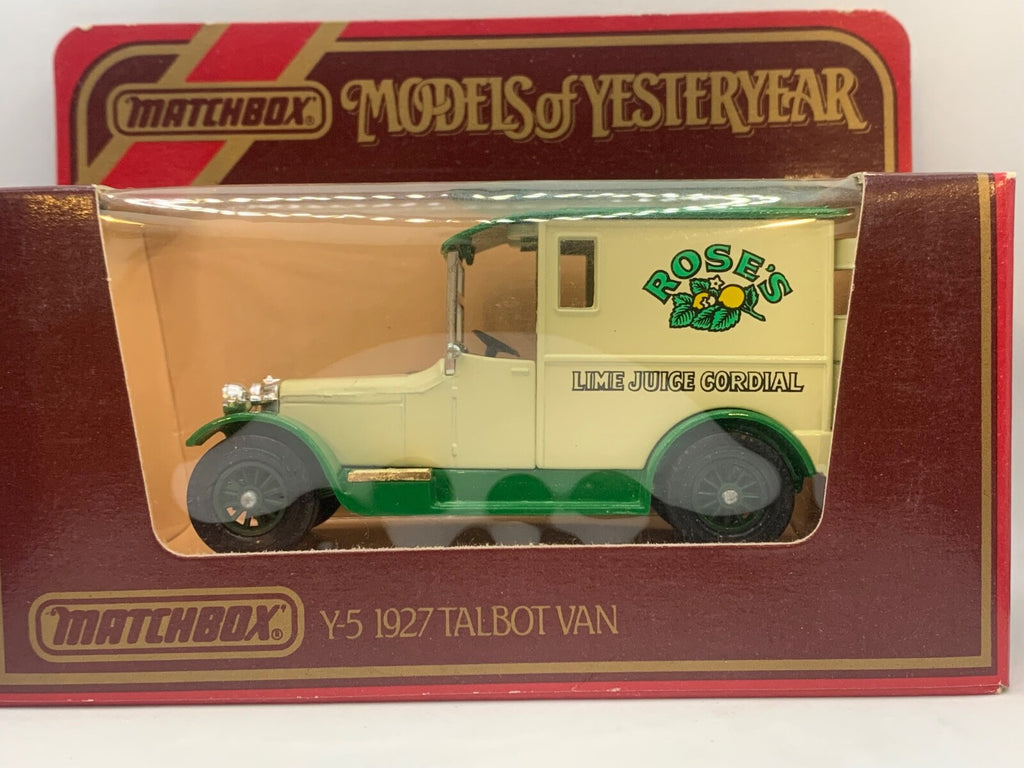 MATCHBOX® MODELS of YESTERYEAR
ROSE'S
LIME JUICE CORDIAL
MATCHBOX® Y-5 1927 TALBOT VAN